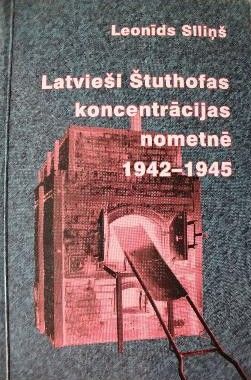 Leonīds Siliņš
Latvieši Štuthofas
koncentrācijas
nometnē
1942–1945